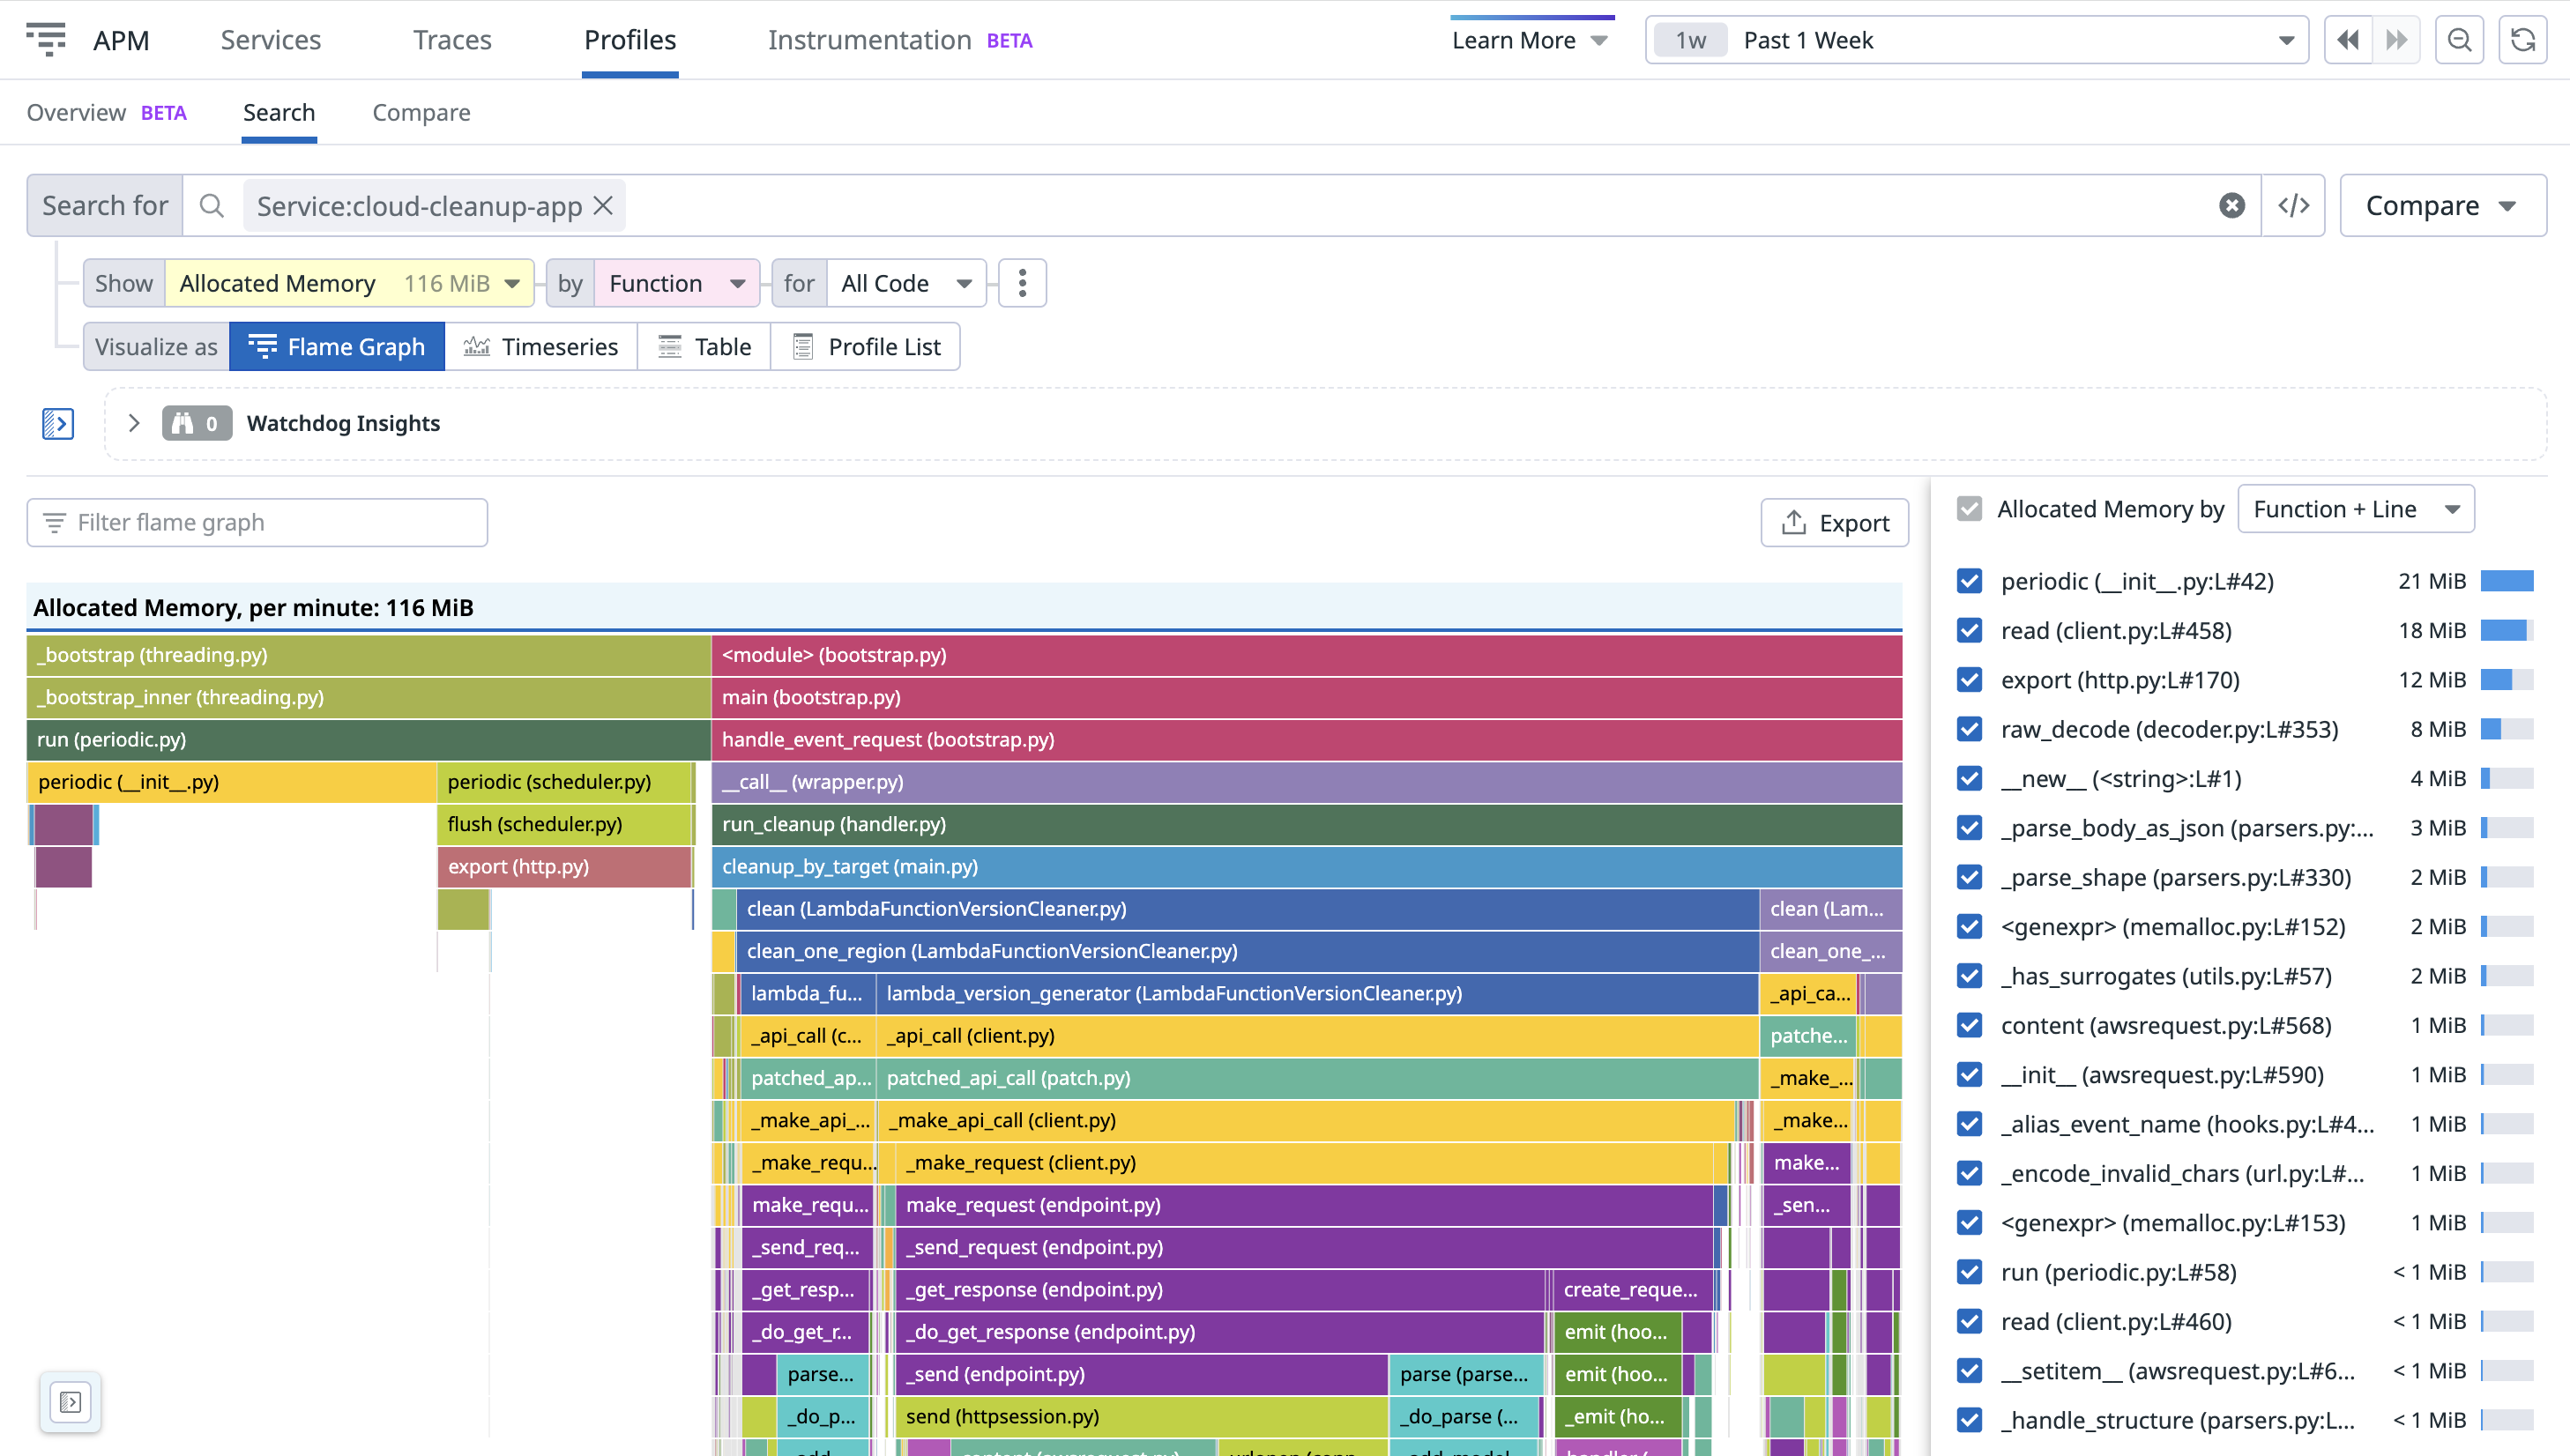 APM Services Traces Profiles Instrumentation BETA Learn More 1w Past 1 Week
Overview BETA Search Compare
Search for Service:cloud-cleanup-app </> Compare
Show Allocated Memory 116 MiB by Function for All Code
Visualize as Flame Graph Timeseries Table Profile List
0 Watchdog Insights
Filter flame graph
Export
Allocated Memory, per minute: 116 MiB
_bootstrap (threading.py) <module> (bootstrap.py)
_bootstrap_inner (threading.py) main (bootstrap.py)
run (periodic.py) handle_event_request (bootstrap.py)
periodic (__init__.py) periodic (scheduler.py) __call__ (wrapper.py)
flush (scheduler.py) run_cleanup (handler.py)
export (http.py) cleanup_by_target (main.py)
clean (LambdaFunctionVersionCleaner.py) clean (Lam...
clean_one_region (LambdaFunctionVersionCleaner.py) clean_one_...
lambda_fu... lambda_version_generator (LambdaFunctionVersionCleaner.py) _api_ca...
_api_call (c... _api_call (client.py) patche...
patched_ap... patched_api_call (patch.py) _make_...
_make_api_... _make_api_call (client.py) _make...
_make_requ... _make_request (client.py) make...
make_requ... make_request (endpoint.py) _sen...
_send_req... _send_request (endpoint.py)
_get_resp... _get_response (endpoint.py) create_reque...
_do_get_r... _do_get_response (endpoint.py) emit (hoo...
parse... _send (endpoint.py) parse (parse... emit (hoo...
_do_p... send (httpsession.py) _do_parse (... _emit (ho...
Allocated Memory by Function + Line
periodic (__init__.py:L#42) 21 MiB
read (client.py:L#458) 18 MiB
export (http.py:L#170) 12 MiB
raw_decode (decoder.py:L#353) 8 MiB
__new__ (<string>:L#1) 4 MiB
_parse_body_as_json (parsers.py:... 3 MiB
_parse_shape (parsers.py:L#330) 2 MiB
<genexpr> (memalloc.py:L#152) 2 MiB
_has_surrogates (utils.py:L#57) 2 MiB
content (awsrequest.py:L#568) 1 MiB
__init__ (awsrequest.py:L#590) 1 MiB
_alias_event_name (hooks.py:L#4... 1 MiB
_encode_invalid_chars (url.py:L#... 1 MiB
<genexpr> (memalloc.py:L#153) 1 MiB
run (periodic.py:L#58) < 1 MiB
read (client.py:L#460) < 1 MiB
__setitem__ (awsrequest.py:L#6... < 1 MiB
_handle_structure (parsers.py:L... < 1 MiB